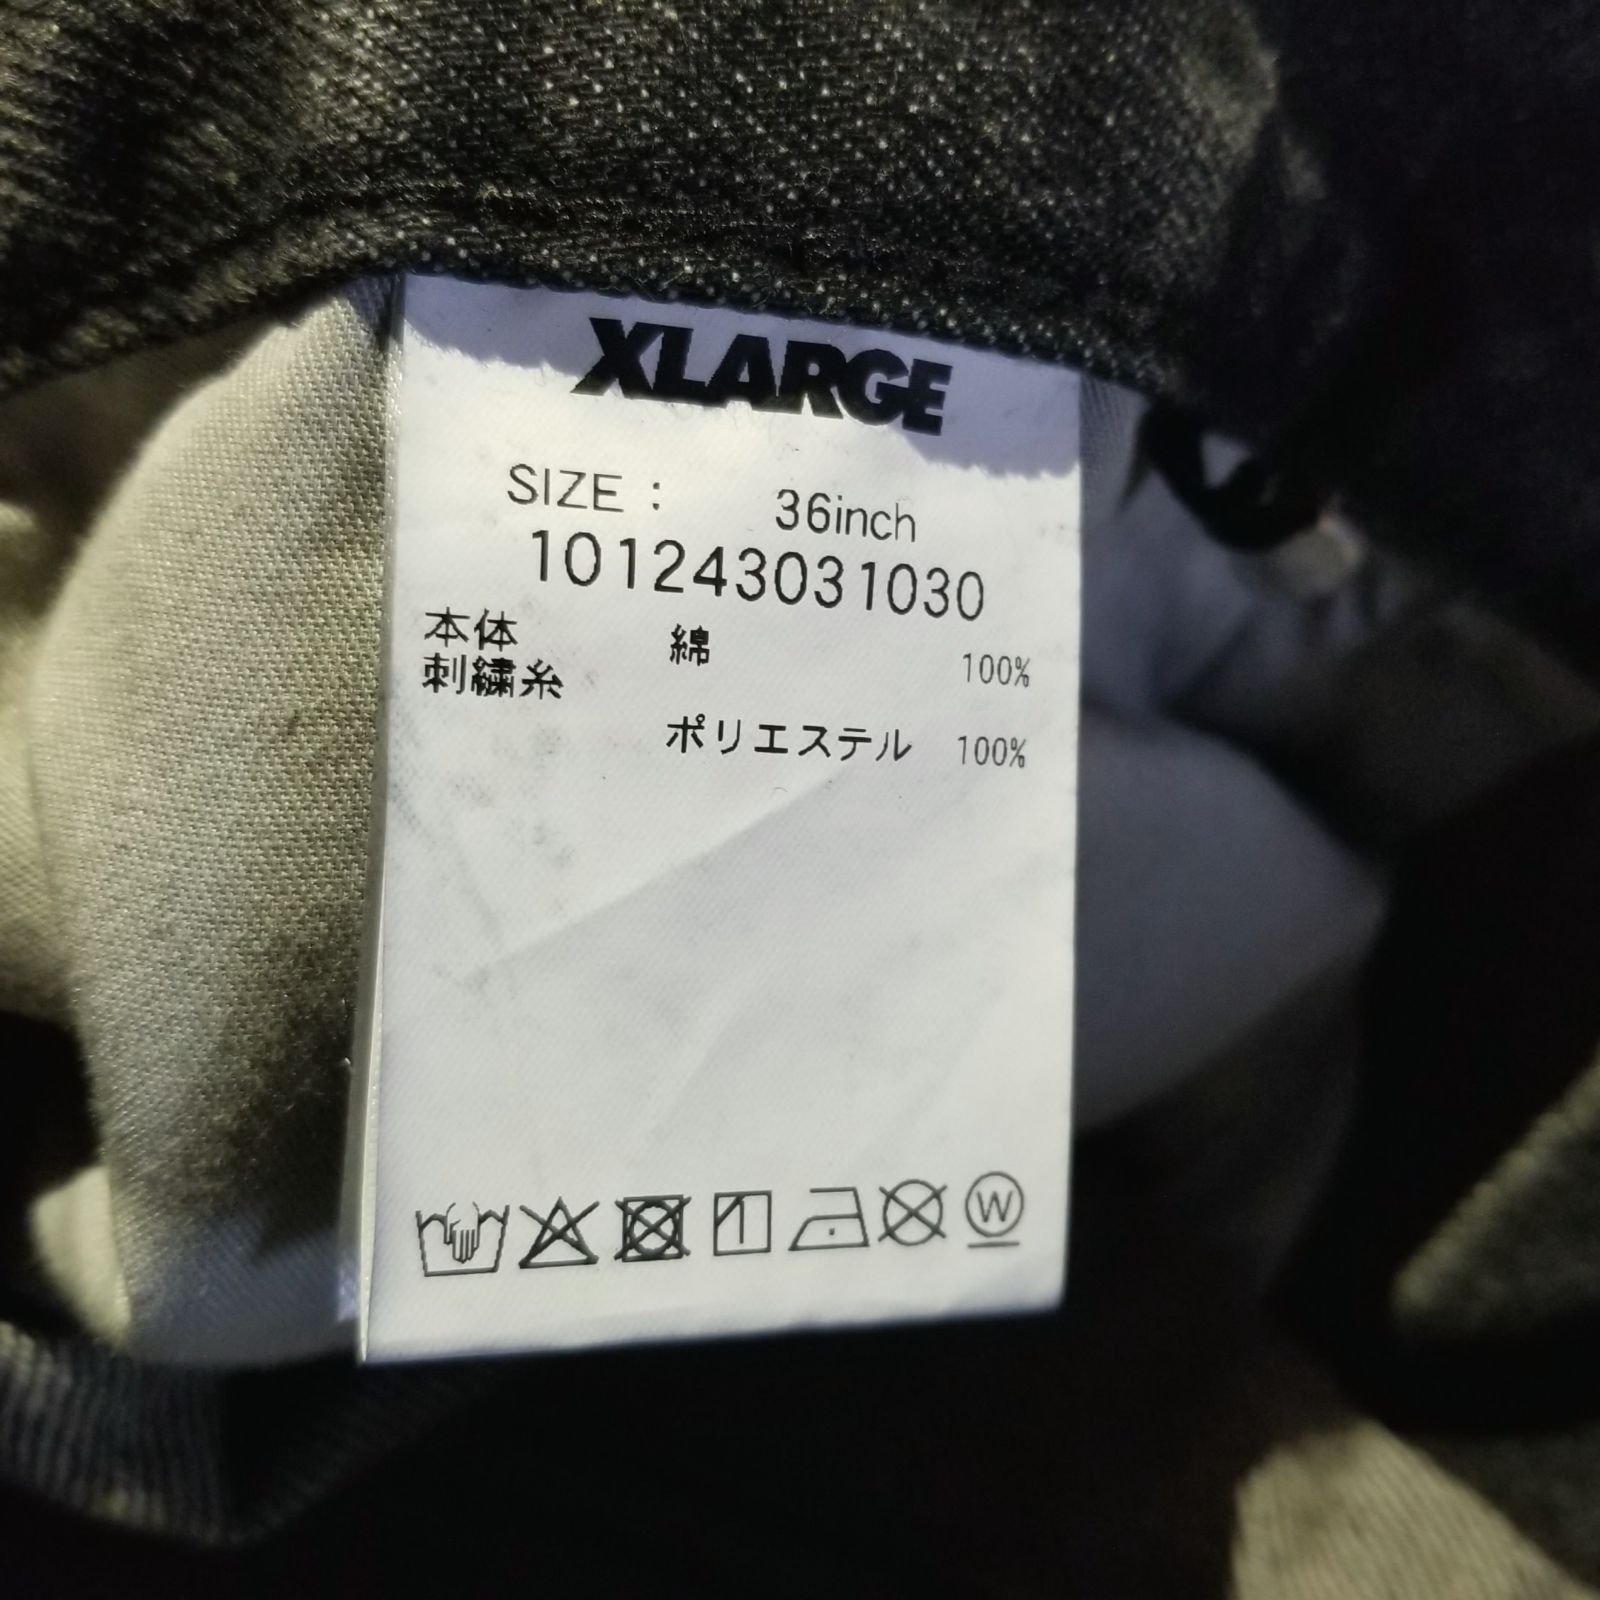 XLARGE
SIZE : 36inch
101243031030
本体 綿 100%
刺繍糸
ポリエステル 100%
W